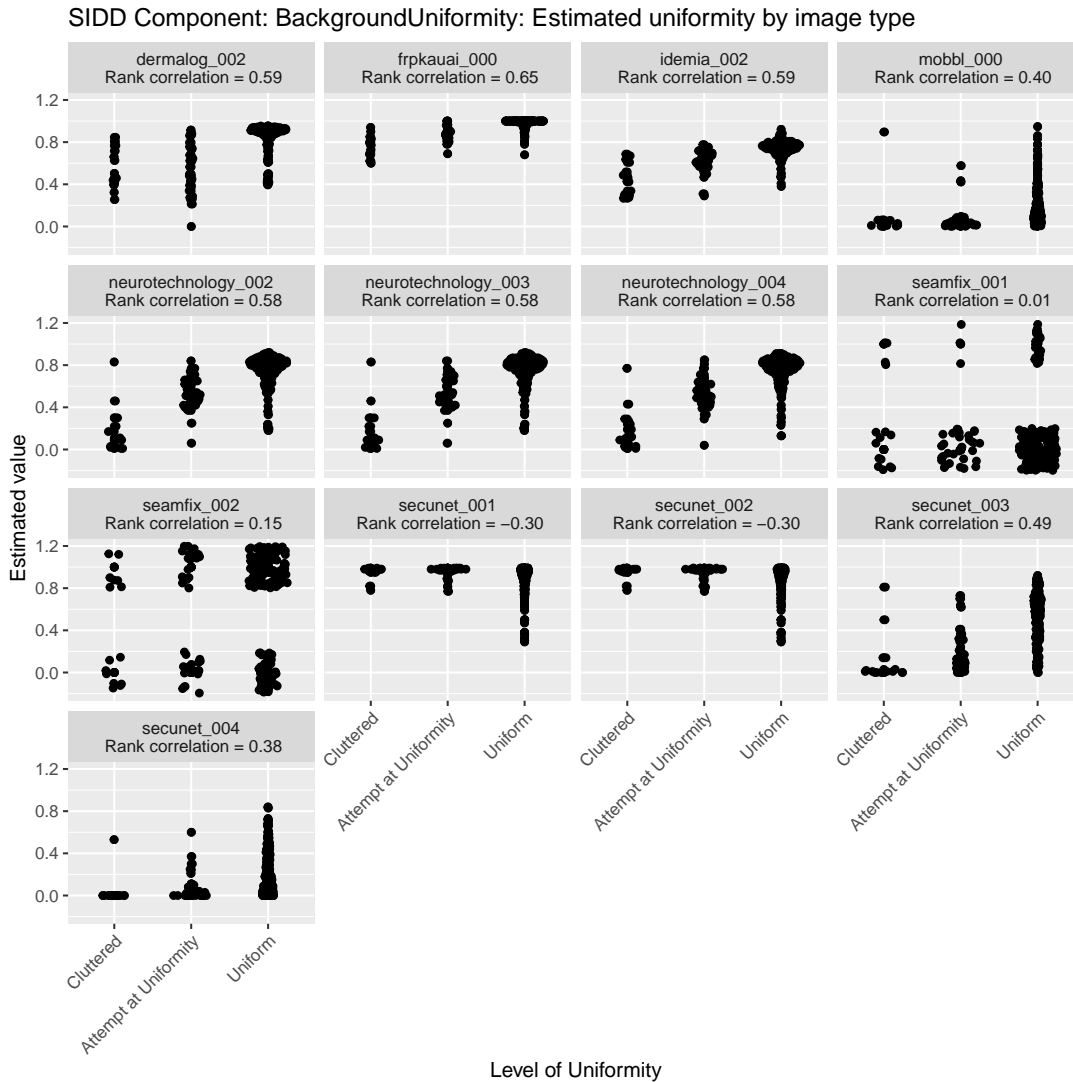 SIDD Component: BackgroundUniformity: Estimated uniformity by image type
dermalog_002
Rank correlation = 0.59
frpkauai_000
Rank correlation = 0.65
idemia_002
Rank correlation = 0.59
mobbl_000
Rank correlation = 0.40
1.2
0.8
0.4
0.0
neurotechnology_002
Rank correlation = 0.58
neurotechnology_003
Rank correlation = 0.58
neurotechnology_004
Rank correlation = 0.58
seamfix_001
Rank correlation = 0.01
1.2
0.8
0.4
0.0
seamfix_002
Rank correlation = 0.15
secunet_001
Rank correlation = −0.30
secunet_002
Rank correlation = −0.30
secunet_003
Rank correlation = 0.49
1.2
0.8
0.4
0.0
secunet_004
Rank correlation = 0.38
1.2
0.8
0.4
0.0
Cluttered
Attempt at Uniformity
Uniform
Cluttered
Attempt at Uniformity
Uniform
Cluttered
Attempt at Uniformity
Uniform
Cluttered
Attempt at Uniformity
Uniform
Estimated value
Level of Uniformity